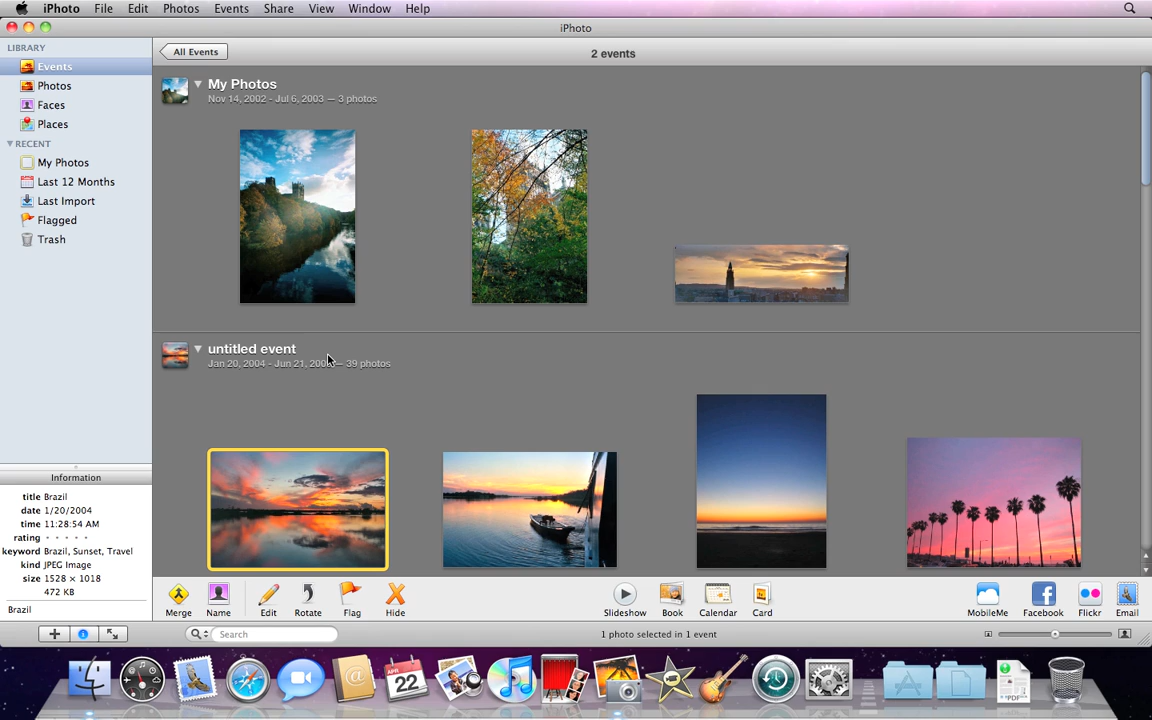 iPhoto File Edit Photos Events Share View Window Help
iPhoto
LIBRARY
Events
Photos
Faces
Places
RECENT
My Photos
Last 12 Months
Last Import
Flagged
Trash
All Events
2 events
My Photos
Nov 14, 2002 - Jul 6, 2003 — 3 photos
untitled event
Jan 20, 2004 - Jun 21, — 39 photos
Information
title Brazil
date 1/20/2004
time 11:28:54 AM
rating
keyword Brazil, Sunset, Travel
kind JPEG Image
size 1528 × 1018
472 KB
Brazil
Merge Name Edit Rotate Flag Hide Slideshow Book Calendar Card MobileMe Facebook Flickr Email
Search
1 photo selected in 1 event
APR
22
PDF